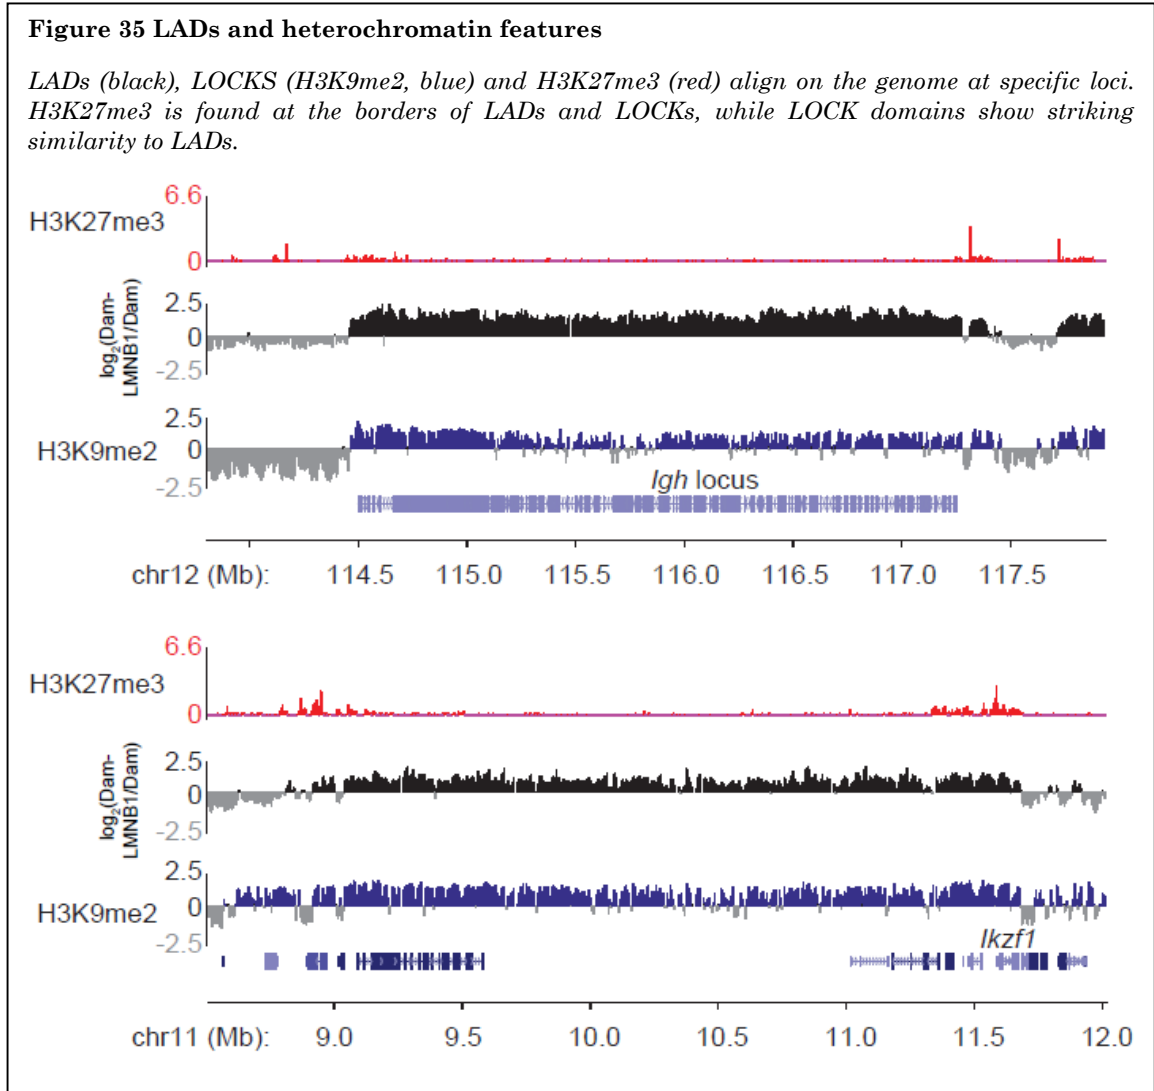 Figure 35 LADs and heterochromatin features
LADs (black), LOCKS (H3K9me2, blue) and H3K27me3 (red) align on the genome at specific loci.
H3K27me3 is found at the borders of LADs and LOCKs, while LOCK domains show striking
similarity to LADs.
6.6
H3K27me3
0
log2(Dam-
LMNB1/Dam)
2.5
0
-2.5
2.5
H3K9me2
0
-2.5
Igh locus
chr12 (Mb): 114.5 115.0 115.5 116.0 116.5 117.0 117.5
6.6
H3K27me3
0
log2(Dam-
LMNB1/Dam)
2.5
0
-2.5
2.5
H3K9me2
0
-2.5
Ikzf1
chr11 (Mb): 9.0 9.5 10.0 10.5 11.0 11.5 12.0